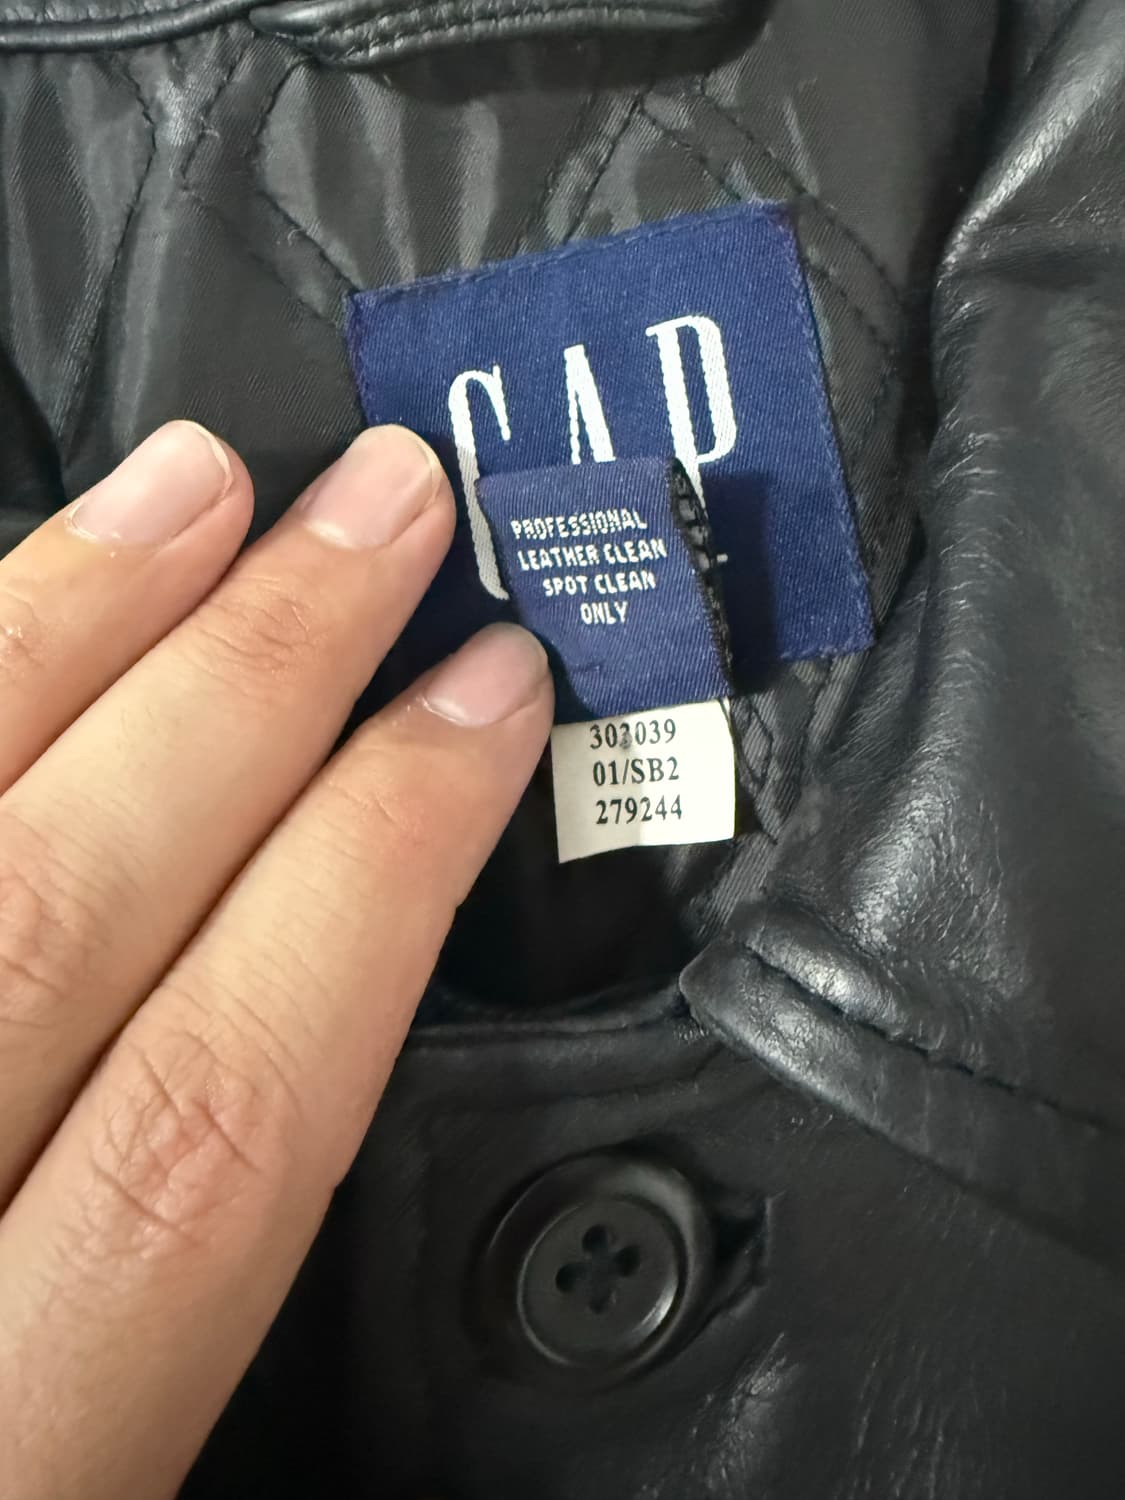 GAP
PROFESSIONAL
LEATHER CLEAN
SPOT CLEAN
ONLY
303039
01/SB2
279244